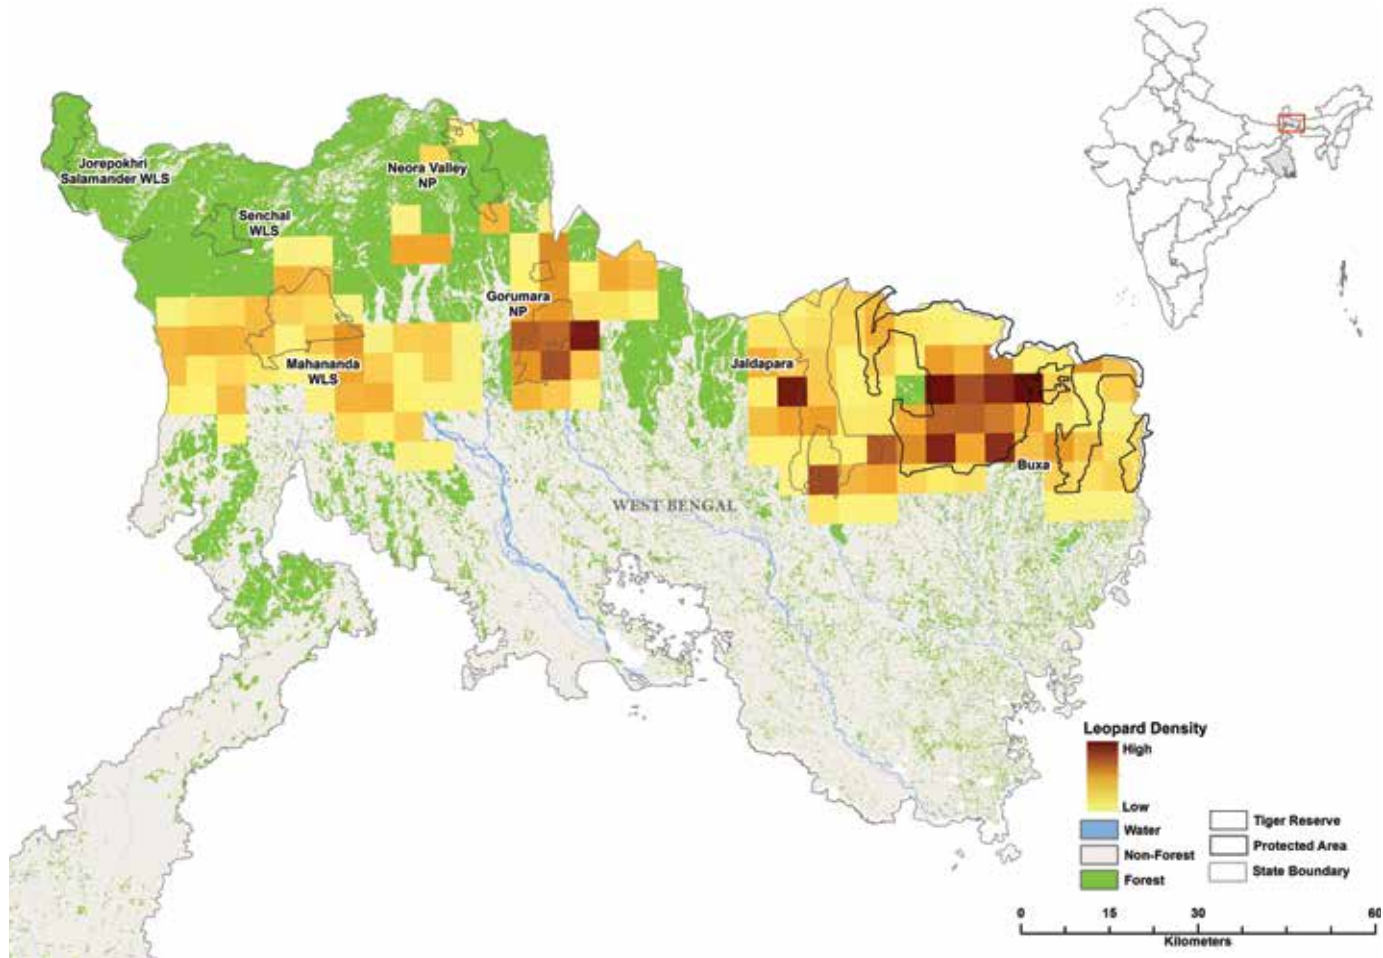 Jorepokhri
Salamander WLS
Senchal
WLS
Neora Valley
NP
Gorumara
NP
Mahananda
WLS
Jaldapara
Buxa
WEST BENGAL
Leopard Density
High
Low
Water
Non-Forest
Forest
Tiger Reserve
Protected Area
State Boundary
0 15 30 60
Kilometers